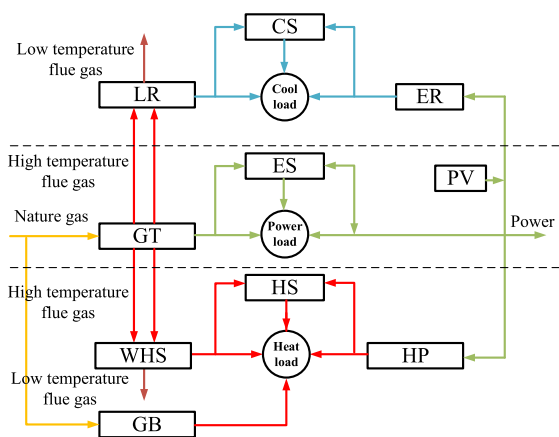 CS
Low temperature
flue gas
LR
Cool
load
ER
High temperature
flue gas
ES
PV
Nature gas
GT
Power
load
Power
High temperature
flue gas
HS
WHS
Heat
load
HP
Low temperature
flue gas
GB